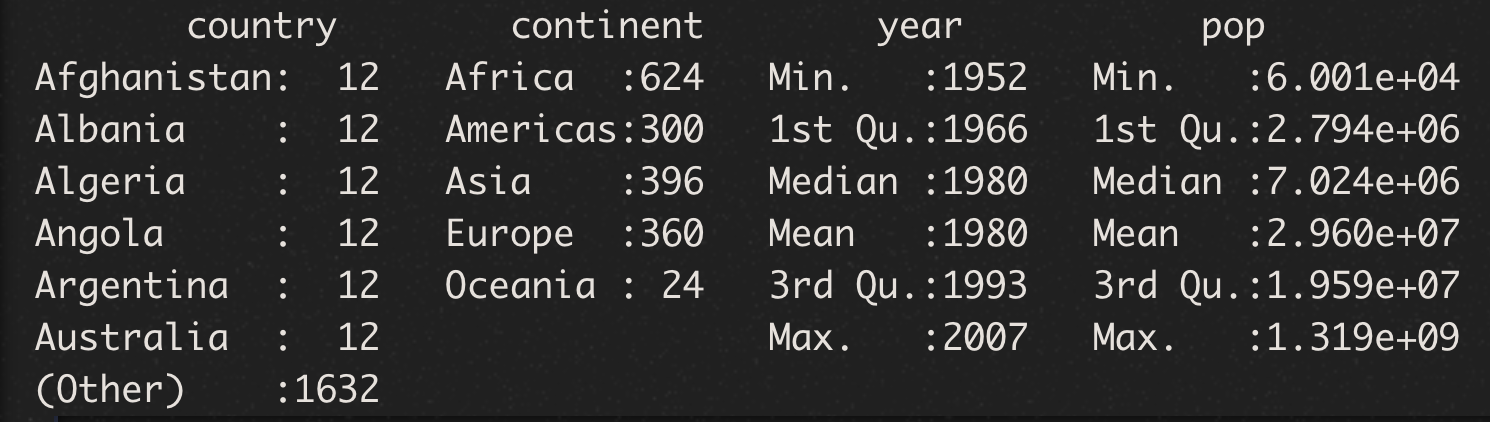 country continent year pop
Afghanistan: 12 Africa :624 Min. :1952 Min. :6.001e+04
Albania : 12 Americas:300 1st Qu.:1966 1st Qu.:2.794e+06
Algeria : 12 Asia :396 Median :1980 Median :7.024e+06
Angola : 12 Europe :360 Mean :1980 Mean :2.960e+07
Argentina : 12 Oceania : 24 3rd Qu.:1993 3rd Qu.:1.959e+07
Australia : 12 Max. :2007 Max. :1.319e+09
(Other) :1632